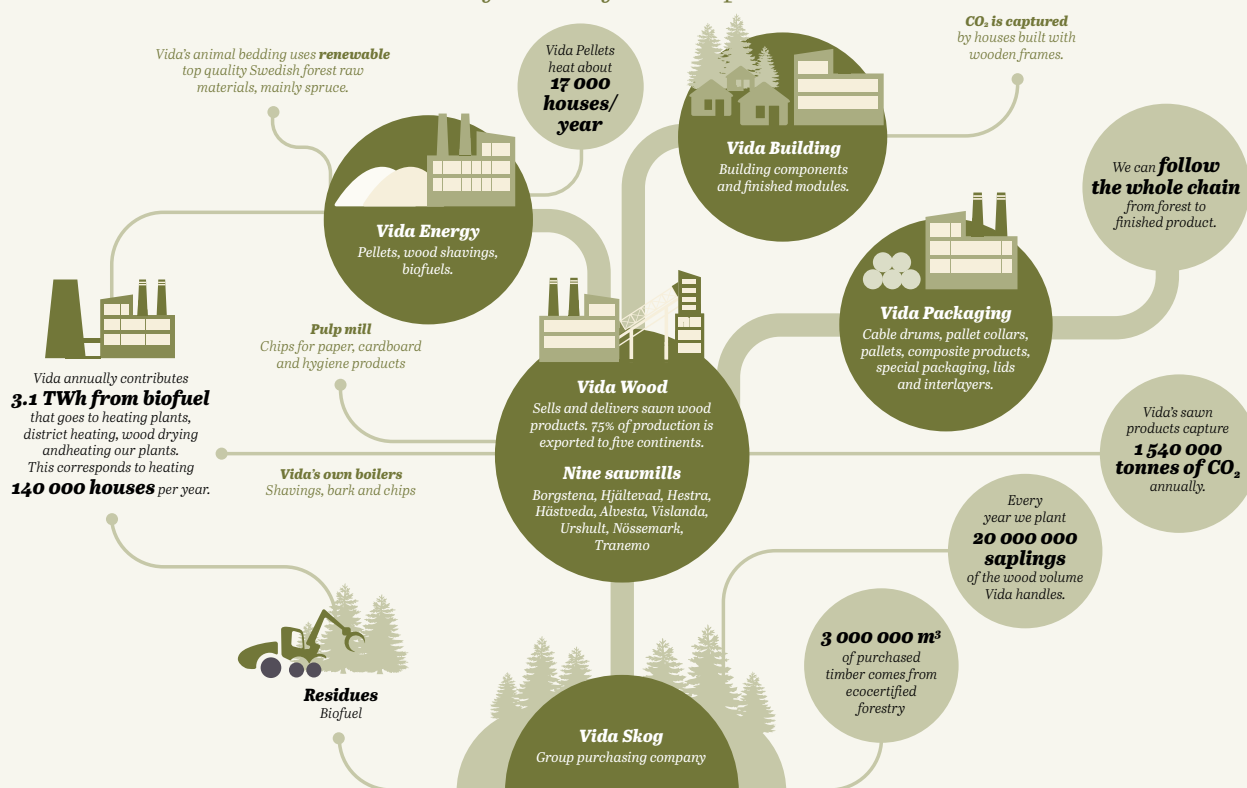 CO₂ is captured
by houses built with
wooden frames.
Vida's animal bedding uses renewable
top quality Swedish forest raw
materials, mainly spruce.
Vida Pellets
heat about
17 000
houses/
year
Vida Building
Building components
and finished modules.
We can follow
the whole chain
from forest to
finished product.
Vida Energy
Pellets, wood shavings,
biofuels.
Vida Packaging
Cable drums, pallet collars,
pallets, composite products,
special packaging, lids
and interlayers.
Pulp mill
Chips for paper, cardboard
and hygiene products
Vida annually contributes
3.1 TWh from biofuel
that goes to heating plants,
district heating, wood drying
andheating our plants.
This corresponds to heating
140 000 houses per year.
Vida Wood
Sells and delivers sawn wood
products. 75% of production is
exported to five continents.
Nine sawmills
Borgstena, Hjältevad, Hestra,
Hästveda, Alvesta, Vislanda,
Urshult, Nössemark,
Tranemo
Vida's sawn
products capture
1 540 000
tonnes of CO₂
annually.
Vida's own boilers
Shavings, bark and chips
Every
year we plant
20 000 000
saplings
of the wood volume
Vida handles.
3 000 000 m³
of purchased
timber comes from
ecocertified
forestry
Residues
Biofuel
Vida Skog
Group purchasing company